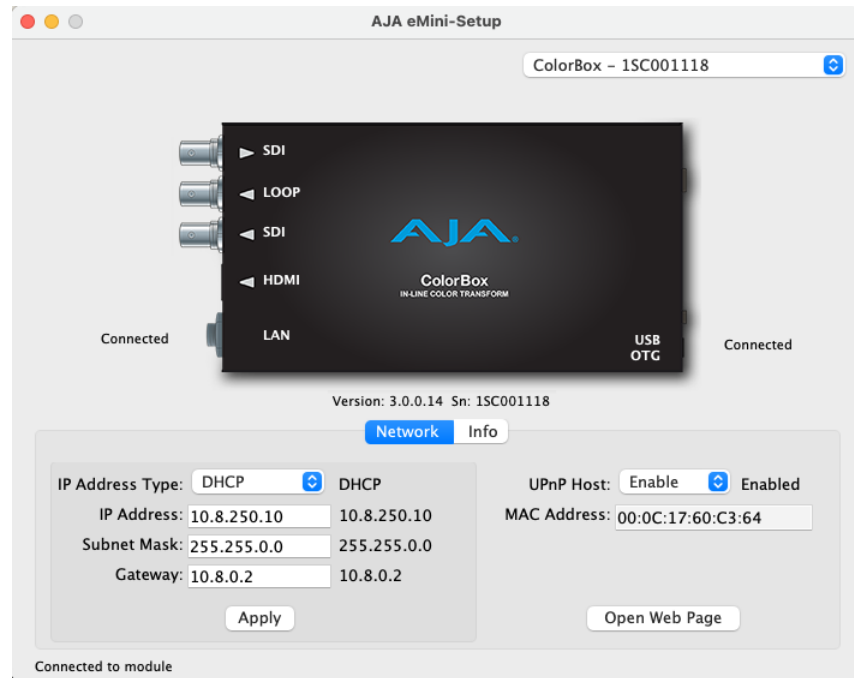 AJA eMini-Setup
ColorBox – 1SC001118
SDI
LOOP
SDI
AJA
HDMI
ColorBox
IN-LINE COLOR TRANSFORM
LAN
Connected
USB
OTG
Connected
Version: 3.0.0.14 Sn: 1SC001118
Network Info
IP Address Type: DHCP DHCP
UPnP Host: Enable Enabled
IP Address: 10.8.250.10 10.8.250.10
MAC Address: 00:0C:17:60:C3:64
Subnet Mask: 255.255.0.0 255.255.0.0
Gateway: 10.8.0.2 10.8.0.2
Apply
Open Web Page
Connected to module